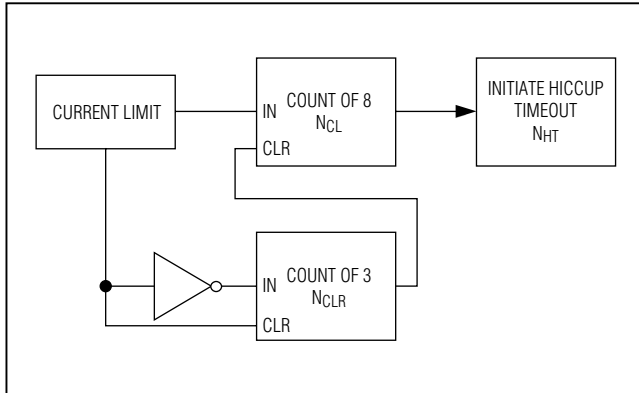 CURRENT LIMIT
IN
COUNT OF 8
NCL
CLR
INITIATE HICCUP
TIMEOUT
NHT
IN
COUNT OF 3
NCLR
CLR